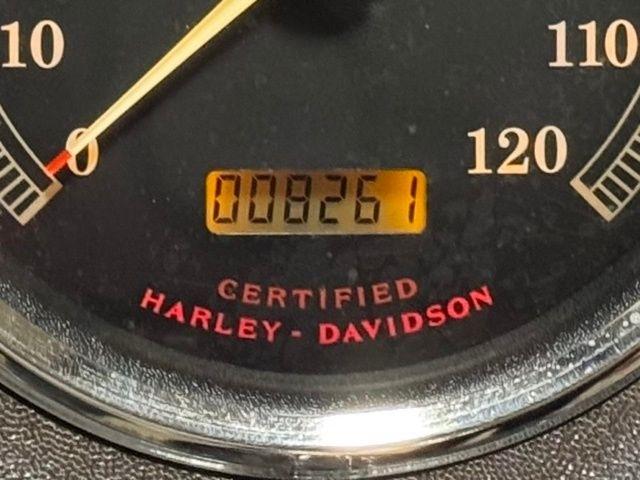 10 110
0 120
008261
CERTIFIED
HARLEY - DAVIDSON